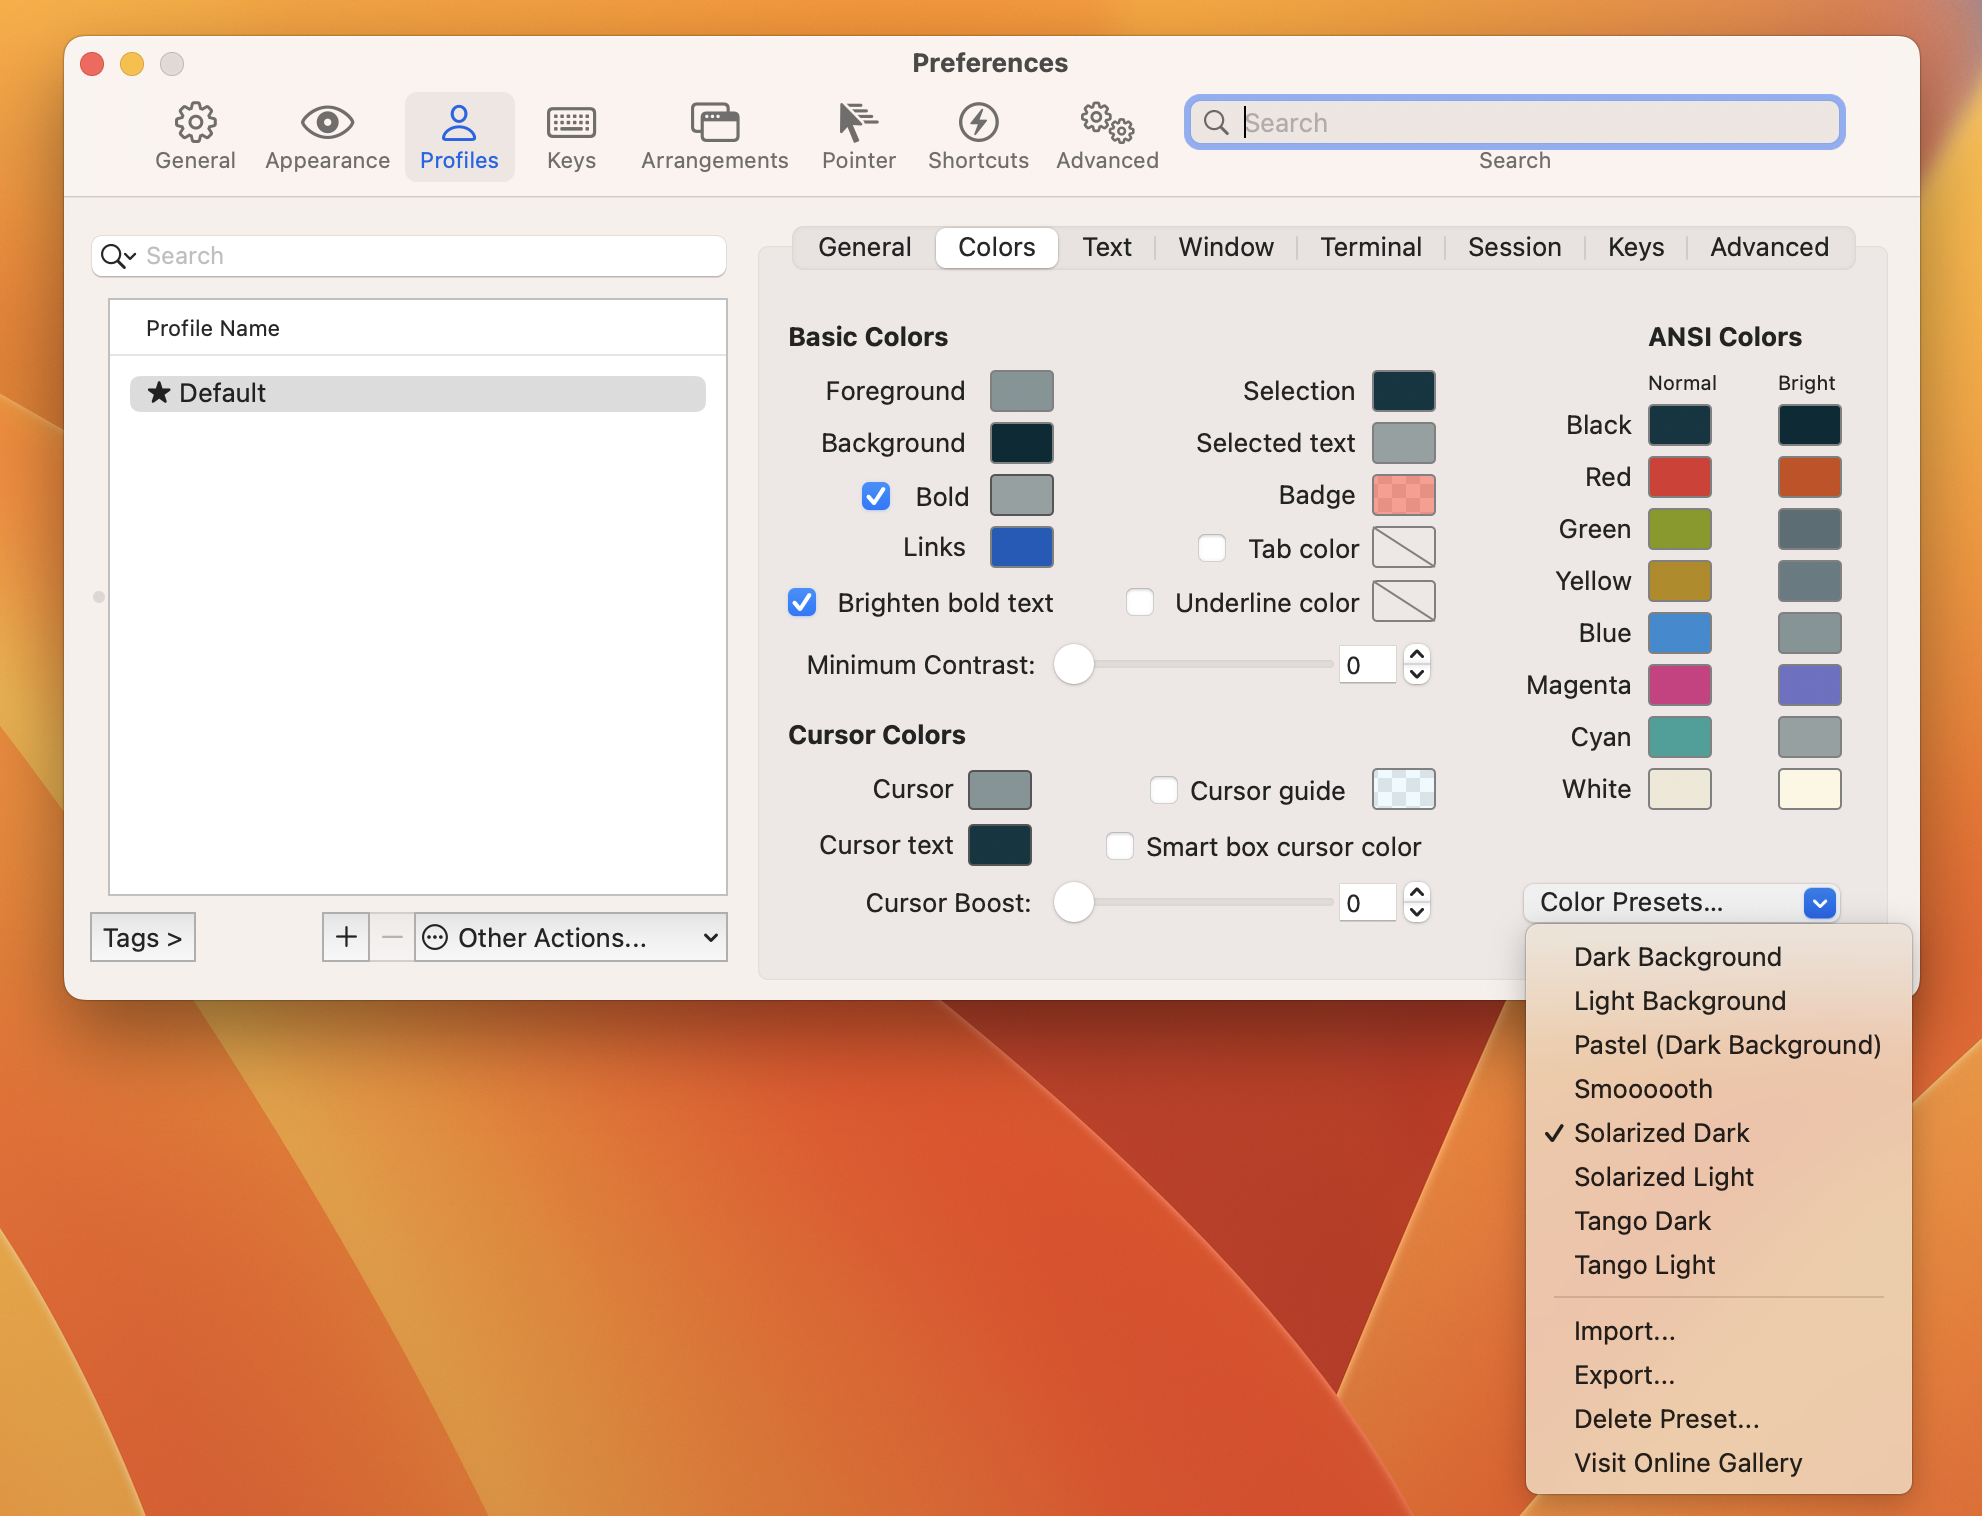 Preferences
General
Appearance
Profiles
Keys
Arrangements
Pointer
Shortcuts
Advanced
Search
Search
Search
Profile Name
★ Default
Tags >
+
−
Other Actions...
General
Colors
Text
Window
Terminal
Session
Keys
Advanced
Basic Colors
Foreground
Background
Bold
Links
Brighten bold text
Selection
Selected text
Badge
Tab color
Underline color
Minimum Contrast:
0
Cursor Colors
Cursor
Cursor text
Cursor guide
Smart box cursor color
Cursor Boost:
0
ANSI Colors
Normal
Bright
Black
Red
Green
Yellow
Blue
Magenta
Cyan
White
Color Presets...
Dark Background
Light Background
Pastel (Dark Background)
Smoooooth
✓ Solarized Dark
Solarized Light
Tango Dark
Tango Light
Import...
Export...
Delete Preset...
Visit Online Gallery